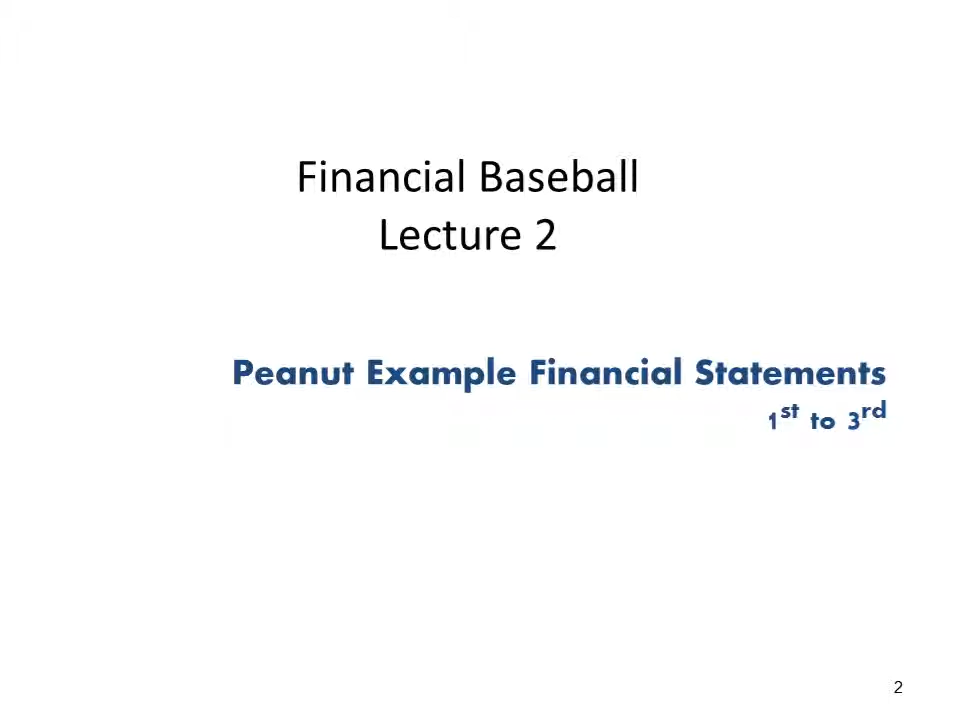 Financial Baseball
Lecture 2
Peanut Example Financial Statements
1st to 3rd
2